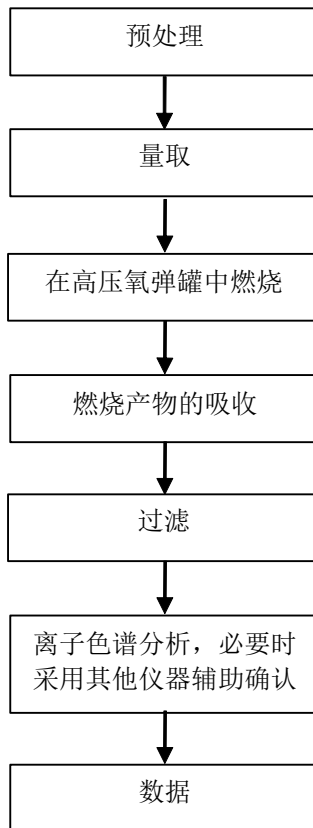 预处理
量取
在高压氧弹罐中燃烧
燃烧产物的吸收
过滤
离子色谱分析，必要时
采用其他仪器辅助确认
数据